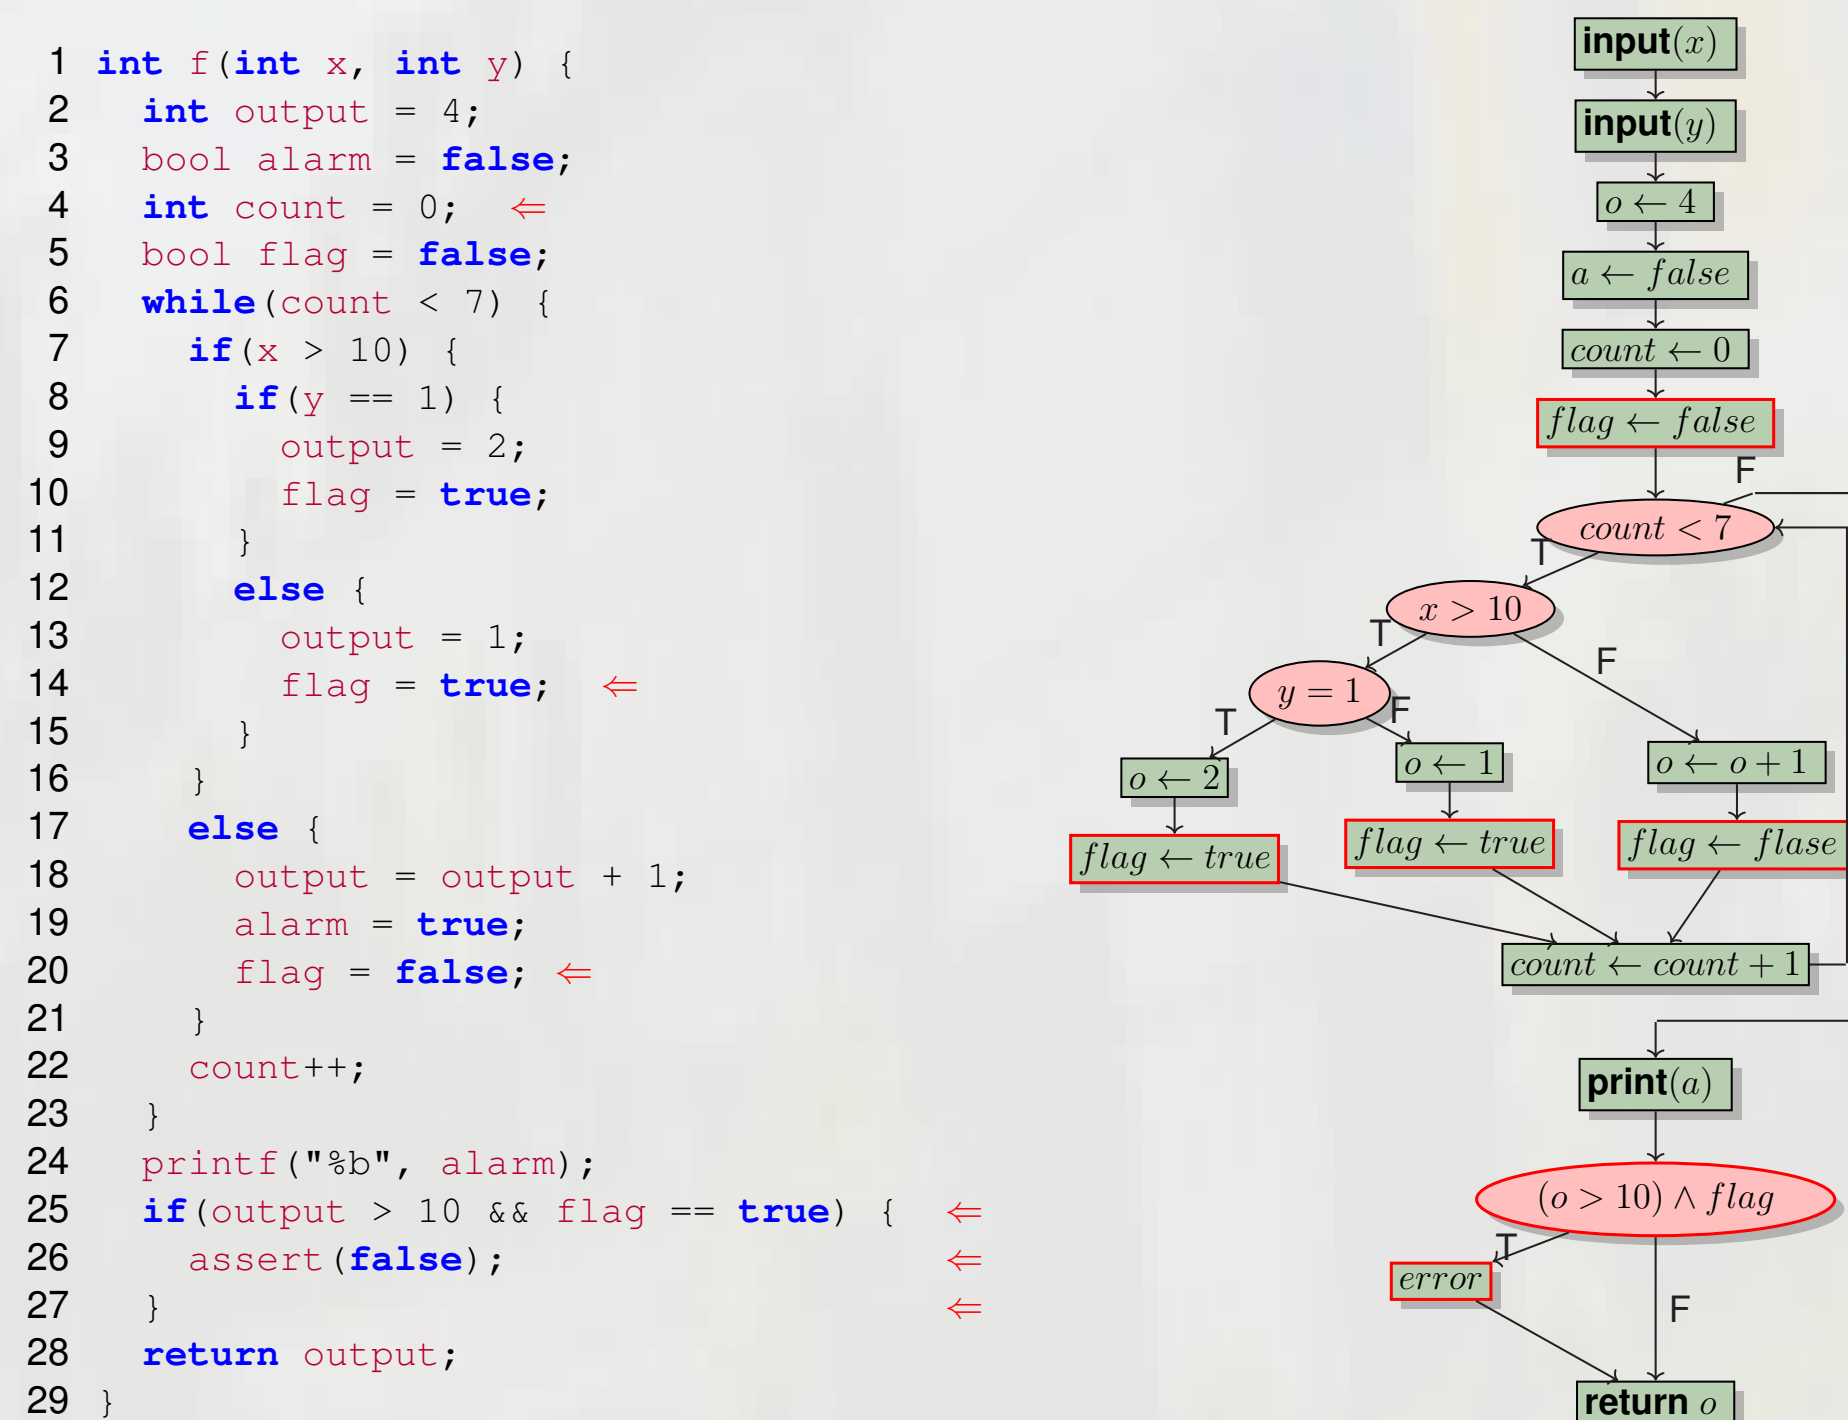 1 int f(int x, int y) {
2 int output = 4;
3 bool alarm = false;
4 int count = 0; ⇐
5 bool flag = false;
6 while(count < 7) {
7 if(x > 10) {
8 if(y == 1) {
9 output = 2;
10 flag = true;
11 }
12 else {
13 output = 1;
14 flag = true; ⇐
15 }
16 }
17 else {
18 output = output + 1;
19 alarm = true;
20 flag = false; ⇐
21 }
22 count++;
23 }
24 printf("%b", alarm);
25 if(output > 10 && flag == true) { ⇐
26 assert(false); ⇐
27 } ⇐
28 return output;
29 }
input(x)
input(y)
o ← 4
a ← false
count ← 0
flag ← false
F
count < 7
T
x > 10
T
F
y = 1
T
F
o ← 2
o ← 1
o ← o + 1
flag ← true
flag ← true
flag ← flase
count ← count + 1
print(a)
(o > 10) ∧ flag
T
error
F
return o